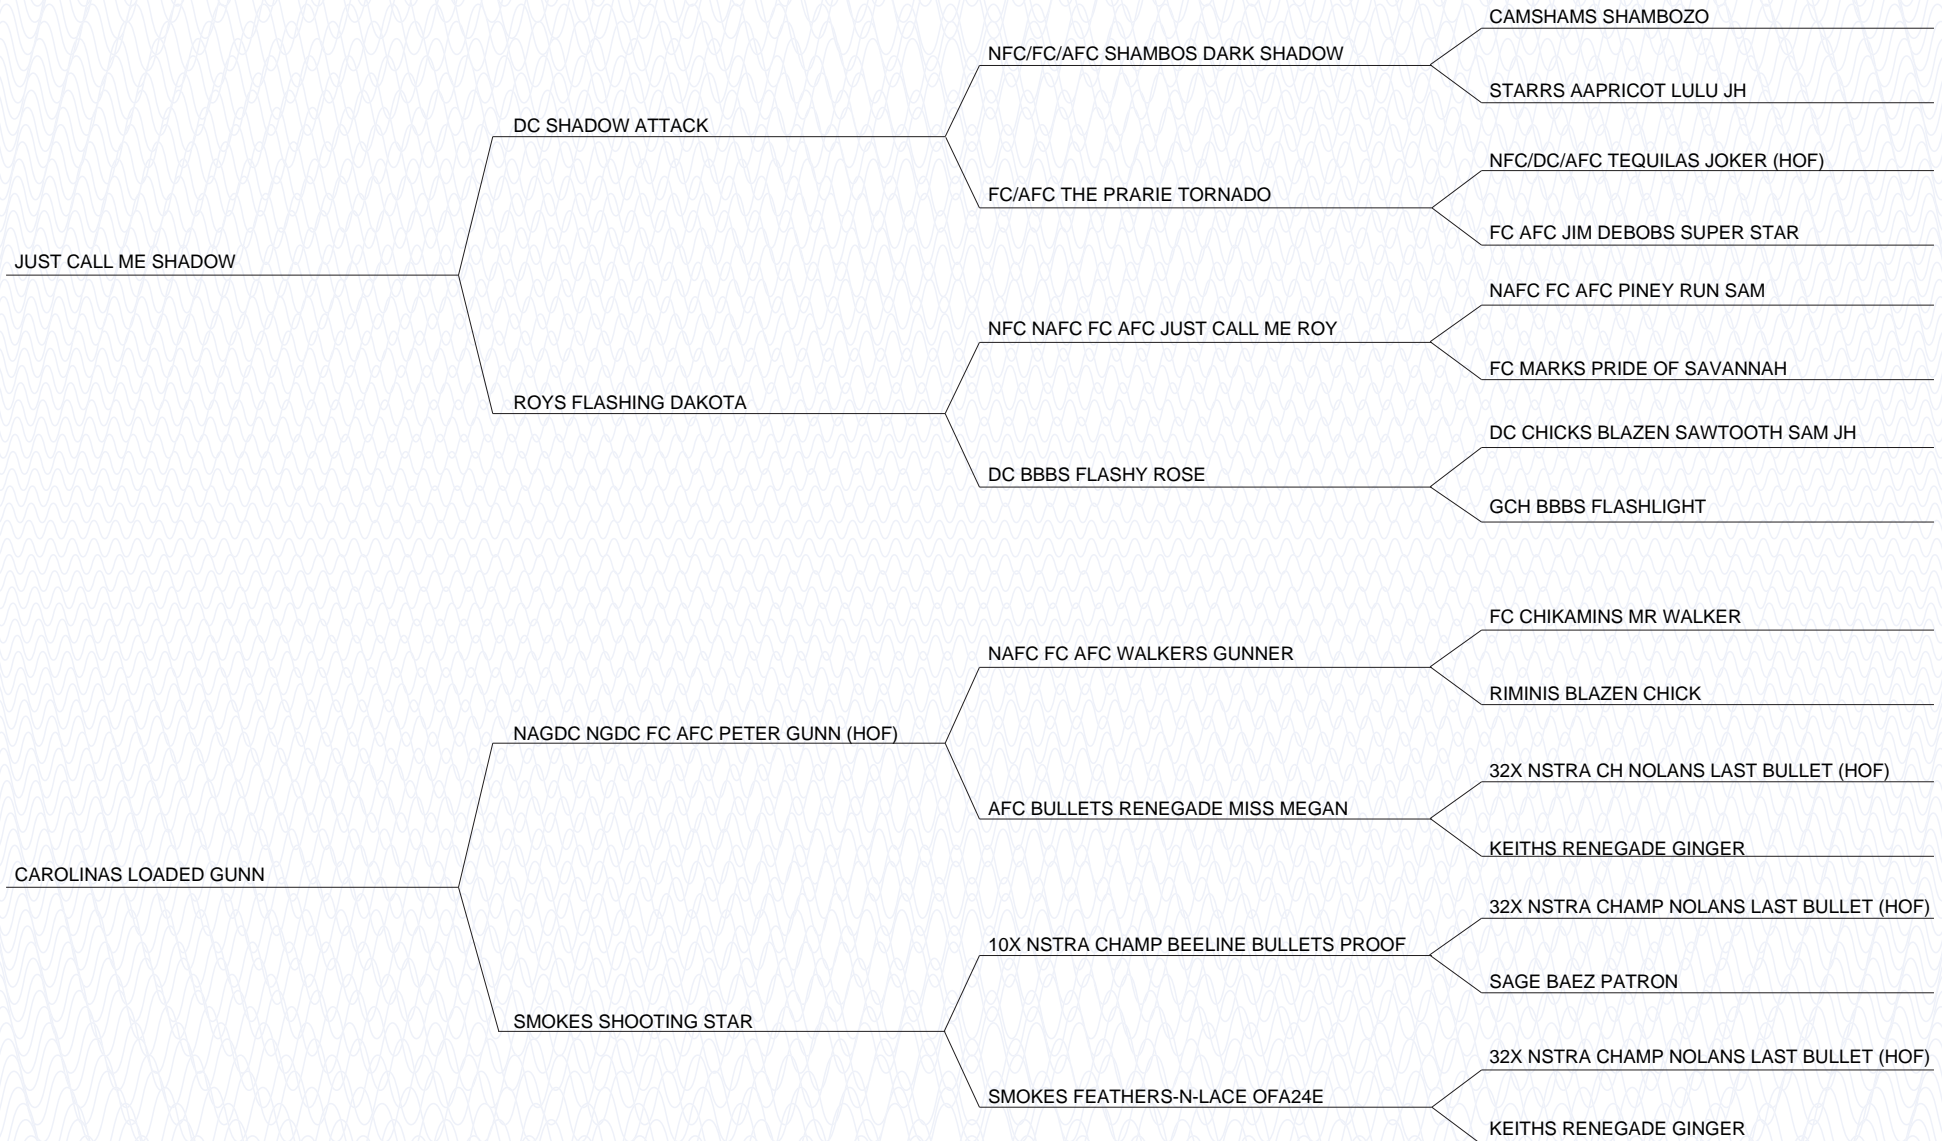 CAMSHAMS SHAMBOZO
NFC/FC/AFC SHAMBOS DARK SHADOW
STARRS AAPRICOT LULU JH
DC SHADOW ATTACK
NFC/DC/AFC TEQUILAS JOKER (HOF)
FC/AFC THE PRARIE TORNADO
FC AFC JIM DEBOBS SUPER STAR
JUST CALL ME SHADOW
NAFC FC AFC PINEY RUN SAM
NFC NAFC FC AFC JUST CALL ME ROY
FC MARKS PRIDE OF SAVANNAH
ROYS FLASHING DAKOTA
DC CHICKS BLAZEN SAWTOOTH SAM JH
DC BBBS FLASHY ROSE
GCH BBBS FLASHLIGHT
FC CHIKAMINS MR WALKER
NAFC FC AFC WALKERS GUNNER
RIMINIS BLAZEN CHICK
NAGDC NGDC FC AFC PETER GUNN (HOF)
32X NSTRA CH NOLANS LAST BULLET (HOF)
AFC BULLETS RENEGADE MISS MEGAN
KEITHS RENEGADE GINGER
CAROLINAS LOADED GUNN
32X NSTRA CHAMP NOLANS LAST BULLET (HOF)
10X NSTRA CHAMP BEELINE BULLETS PROOF
SAGE BAEZ PATRON
SMOKES SHOOTING STAR
32X NSTRA CHAMP NOLANS LAST BULLET (HOF)
SMOKES FEATHERS-N-LACE OFA24E
KEITHS RENEGADE GINGER